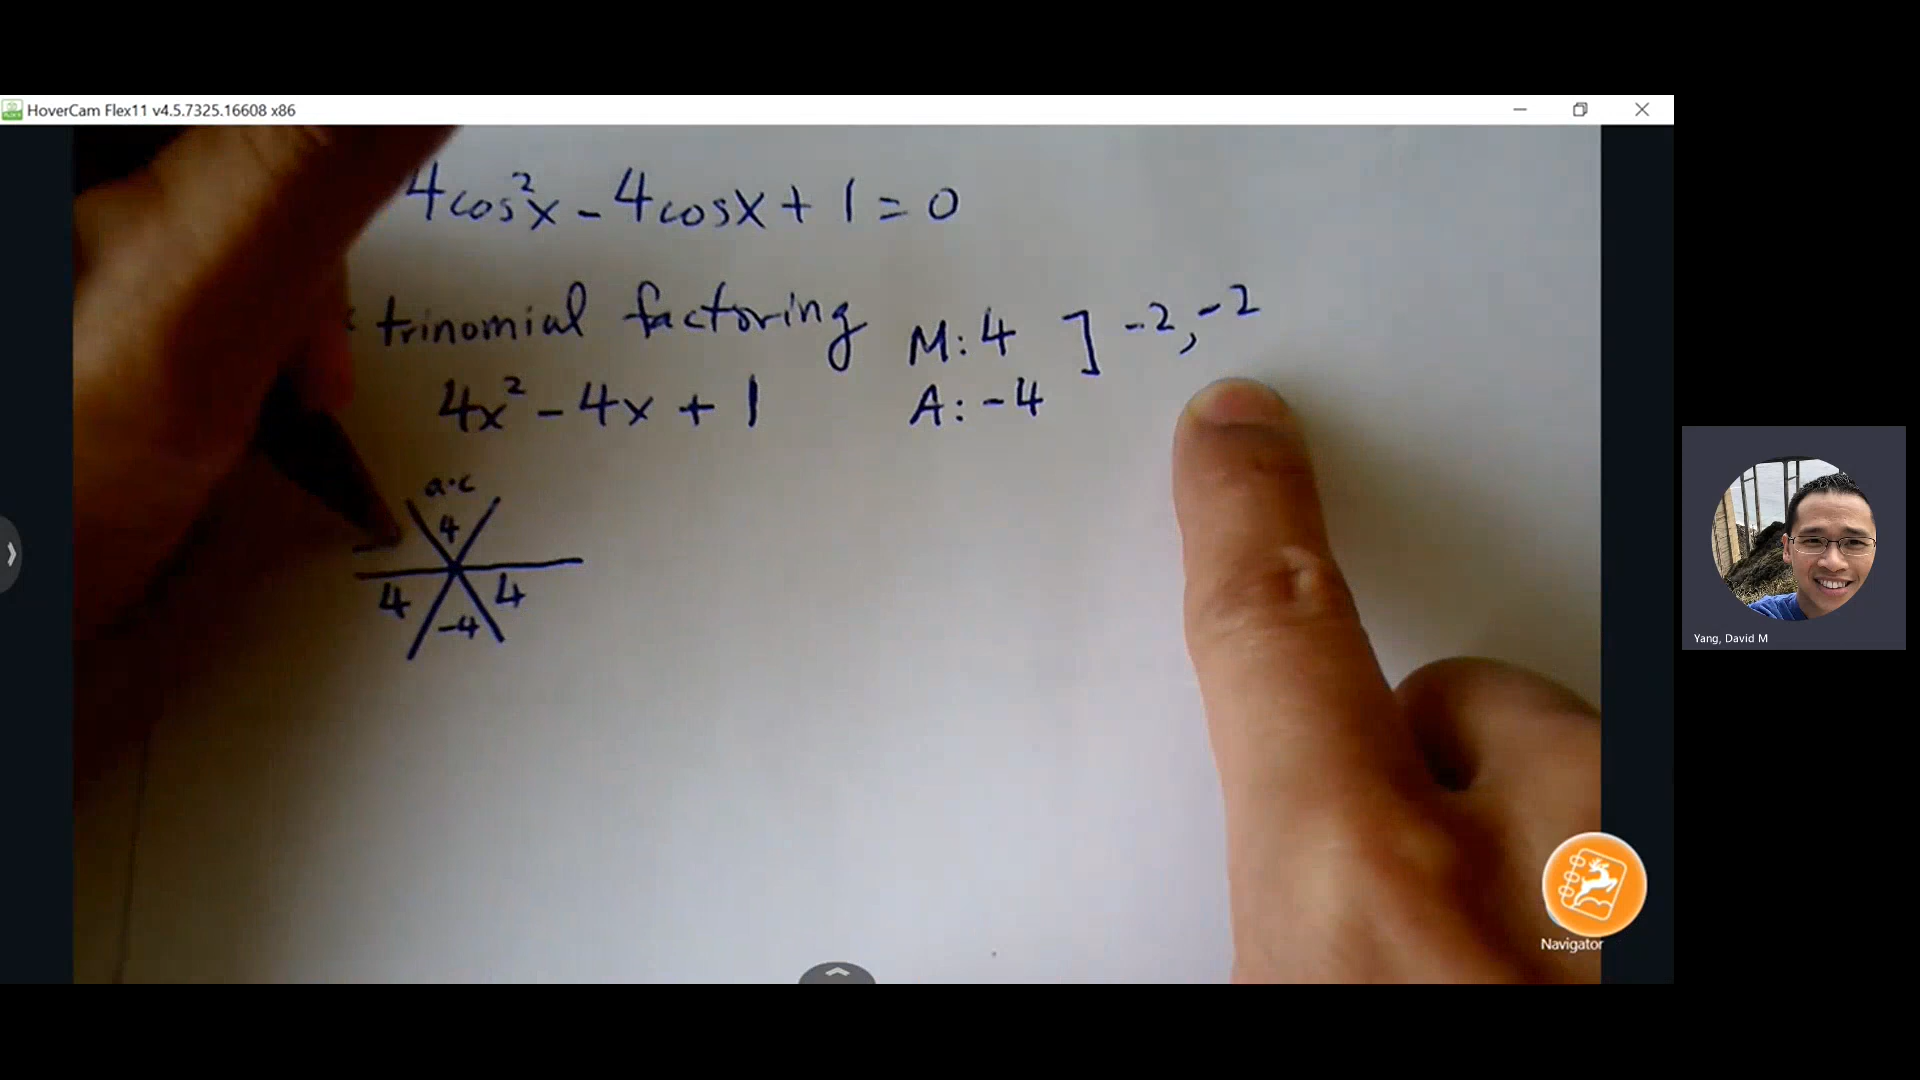 HoverCam Flex11 v4.5.7325.16608 x86
4cos²x - 4cosx + 1 = 0
trinomial factoring M: 4 ] -2, -2
4x² - 4x + 1 A: -4
a·c
4
4 4
-4
Yang, David M
Navigator